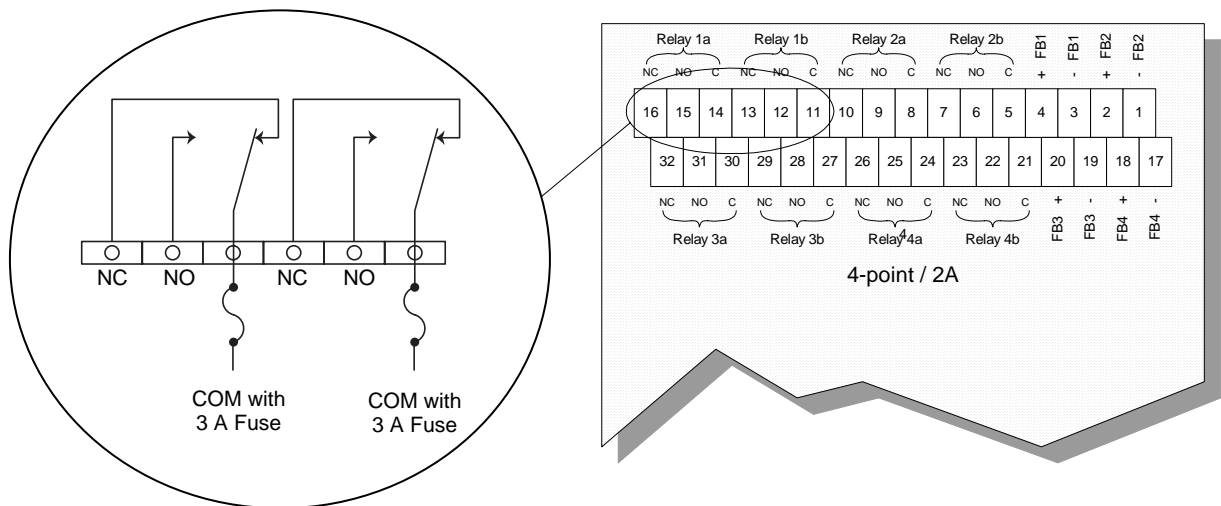 NC NO NC NO
COM with
3 A Fuse
COM with
3 A Fuse
Relay 1a Relay 1b Relay 2a Relay 2b + FB1 - FB1 + FB2 - FB2
NC NO C NC NO C NC NO C NC NO C
16 15 14 13 12 11 10 9 8 7 6 5 4 3 2 1
32 31 30 29 28 27 26 25 24 23 22 21 20 19 18 17
NC NO C NC NO C NC NO C NC NO C FB3 + FB3 - FB4 + FB4 -
Relay 3a Relay 3b Relay 4a Relay 4b
4
4-point / 2A